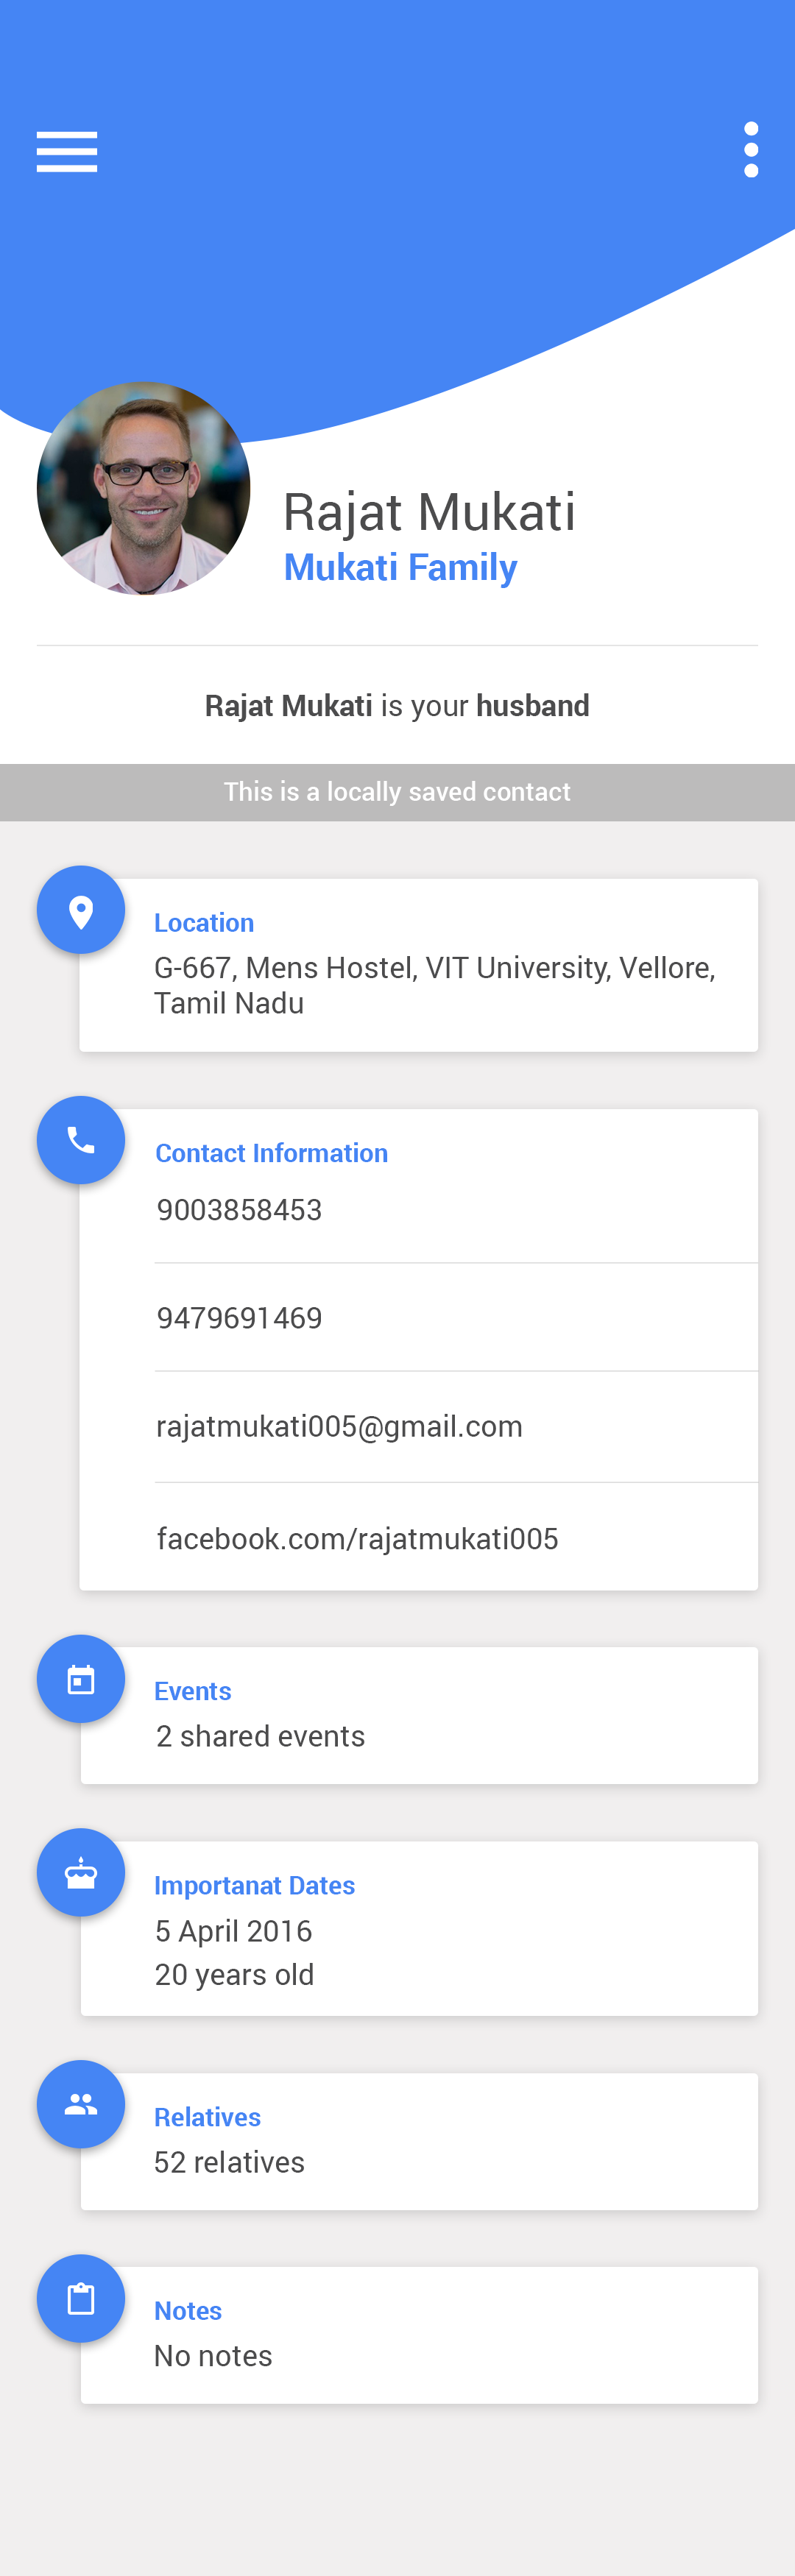 Rajat Mukati
Mukati Family
Rajat Mukati is your husband
This is a locally saved contact
Location
G-667, Mens Hostel, VIT University, Vellore,
Tamil Nadu
Contact Information
9003858453
9479691469
rajatmukati005@gmail.com
facebook.com/rajatmukati005
Events
2 shared events
Importanat Dates
5 April 2016
20 years old
Relatives
52 relatives
Notes
No notes